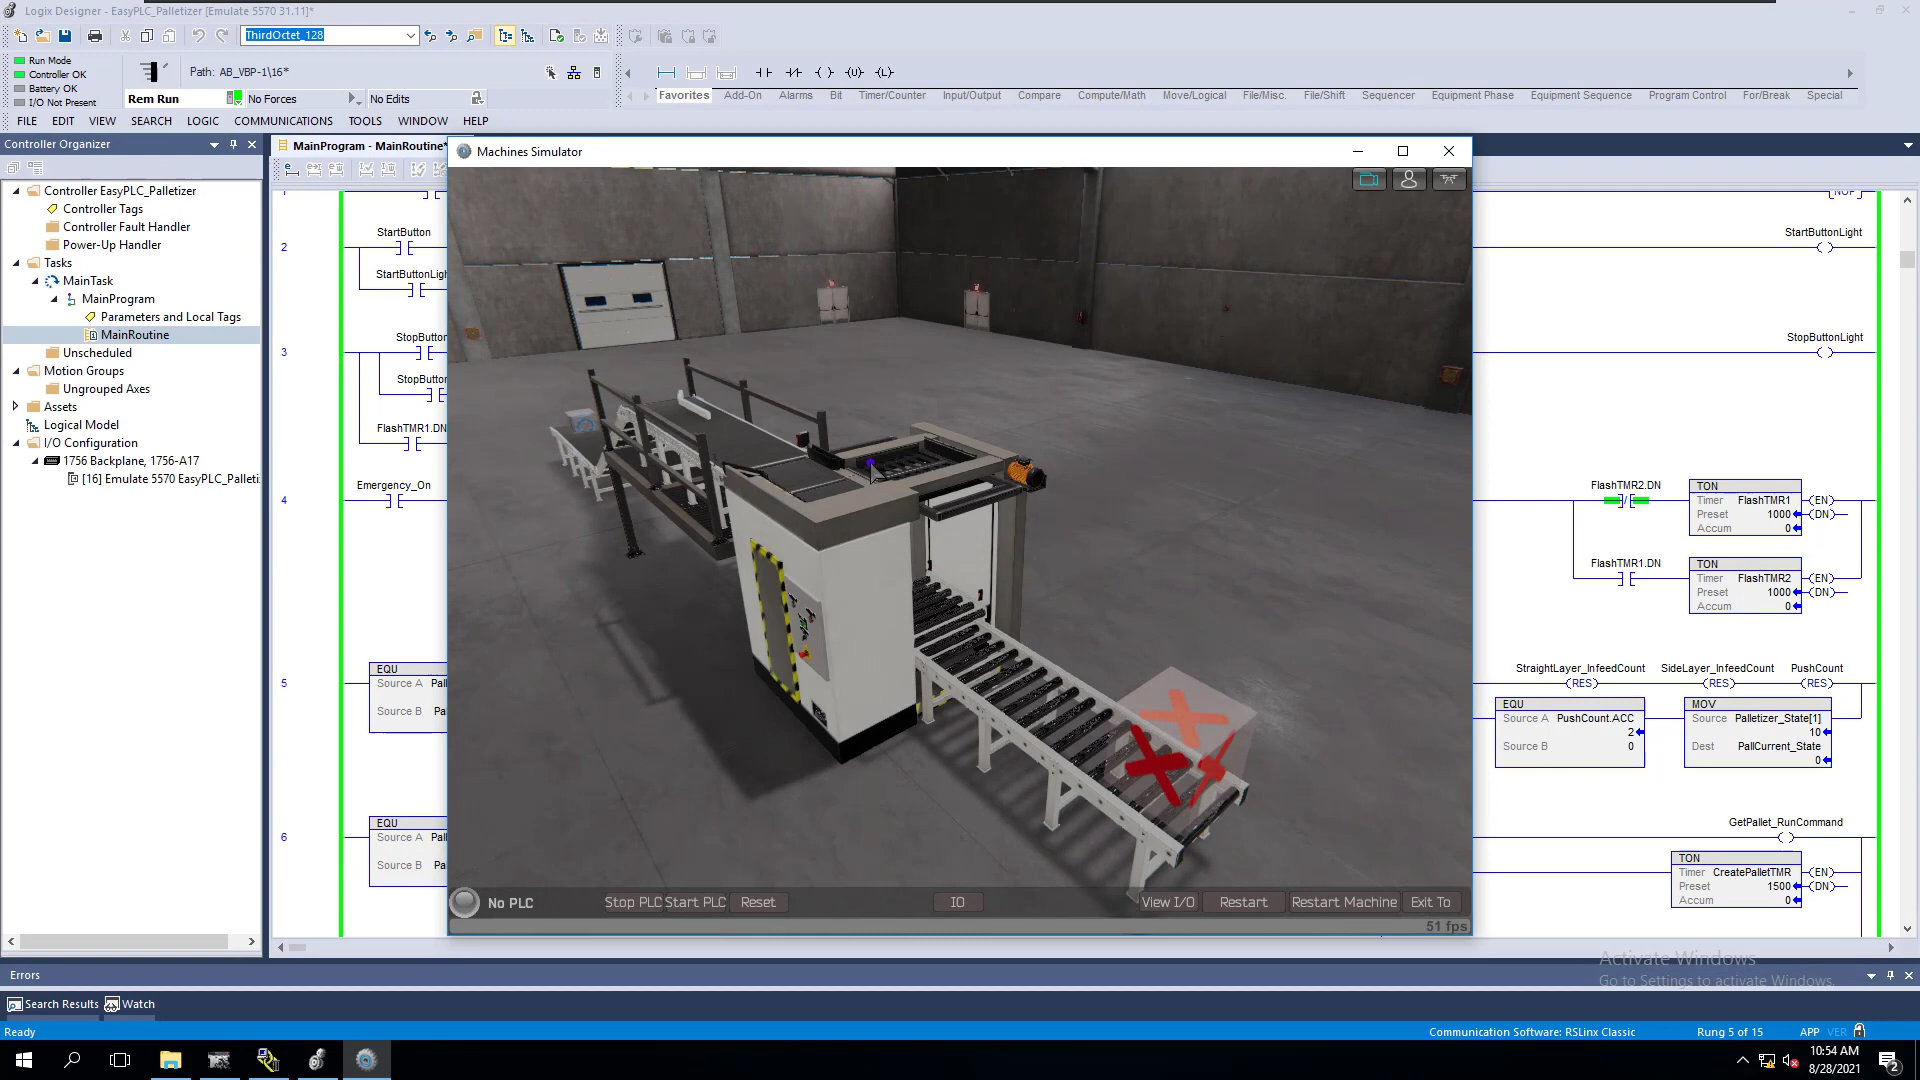 Logix Designer - EasyPLC_Palletizer [Emulate 5570 31.11]*
ThirdOctet_128
Run Mode
Controller OK
Battery OK
I/O Not Present
Path: AB_VBP-1\16*
Rem Run
No Forces
No Edits
Favorites Add-On Alarms Bit Timer/Counter Input/Output Compare Compute/Math Move/Logical File/Misc. File/Shift Sequencer Equipment Phase Equipment Sequence Program Control For/Break Special
FILE EDIT VIEW SEARCH LOGIC COMMUNICATIONS TOOLS WINDOW HELP
Controller Organizer
Controller EasyPLC_Palletizer
Controller Tags
Controller Fault Handler
Power-Up Handler
Tasks
MainTask
MainProgram
Parameters and Local Tags
MainRoutine
Unscheduled
Motion Groups
Ungrouped Axes
Assets
Logical Model
I/O Configuration
1756 Backplane, 1756-A17
[16] Emulate 5570 EasyPLC_Palleti
MainProgram - MainRoutine*
2
StartButton
StartButtonLigh
3
StopButton
StopButton
FlashTMR1.DN
4
Emergency_On
5
EQU
Source A Pal
Source B
6
EQU
Source A Pal
Source B Pa
Machines Simulator
No PLC
Stop PLC
Start PLC
Reset
IO
View I/O
Restart
Restart Machine
Exit To
51 fps
NOP
StartButtonLight
StopButtonLight
FlashTMR2.DN
TON
Timer FlashTMR1
Preset 1000
Accum 0
EN
DN
FlashTMR1.DN
TON
Timer FlashTMR2
Preset 1000
Accum 0
EN
DN
StraightLayer_InfeedCount SideLayer_InfeedCount PushCount
RES RES RES
EQU
Source A PushCount.ACC
2
Source B 0
MOV
Source Palletizer_State[1]
10
Dest PallCurrent_State
0
GetPallet_RunCommand
TON
Timer CreatePalletTMR
Preset 1500
Accum 0
EN
DN
Activate Windows
Go to Settings to activate Windows.
Errors
Search Results
Watch
Ready
Communication Software: RSLinx Classic
Rung 5 of 15
APP VER
10:54 AM
8/28/2021
2